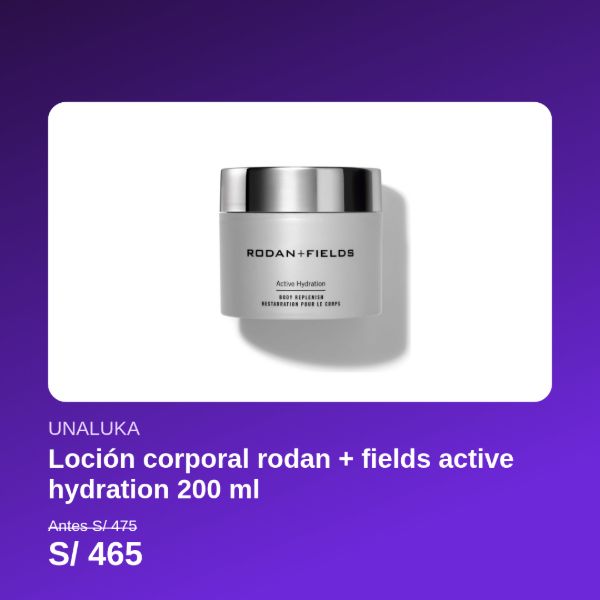 RODAN+FIELDS
Active Hydration
BODY REPLENISH
RESTAURATION POUR LE CORPS
UNALUKA
Loción corporal rodan + fields active
hydration 200 ml
Antes S/ 475
S/ 465